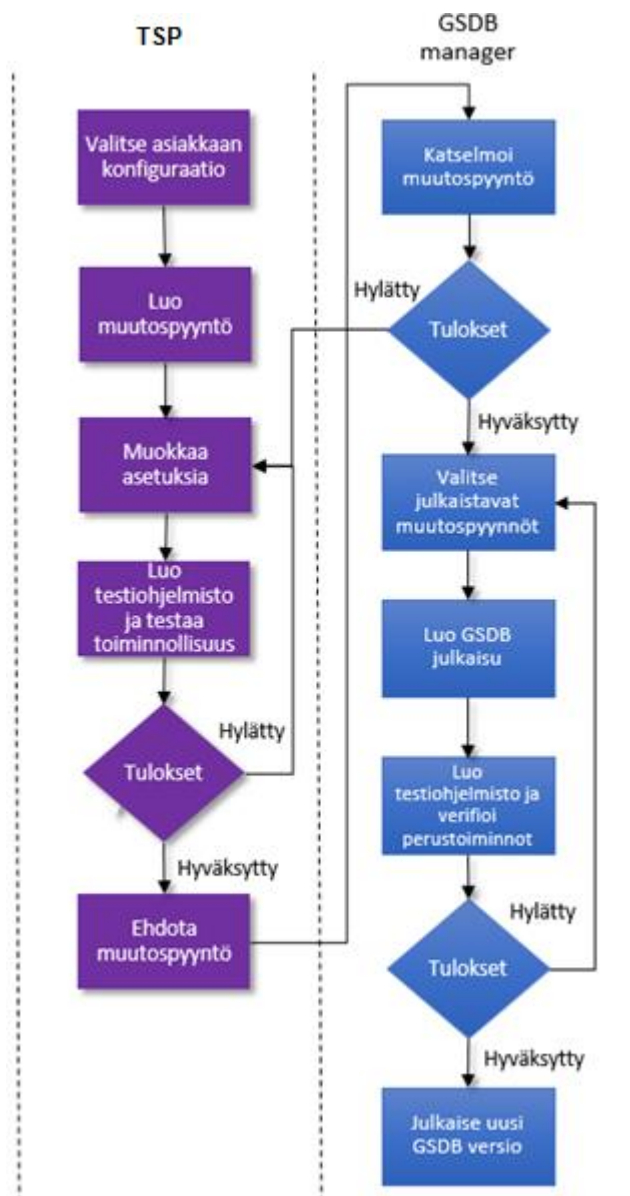 TSP
Valitse asiakkaan
konfiguraatio
Luo
muutospyyntö
Muokkaa
asetuksia
Luo
testiohjelmisto
ja testaa
toiminnollisuus
Hylätty
Tulokset
Hyväksytty
Ehdota
muutospyyntö
GSDB
manager
Katselmoi
muutospyyntö
Hylätty
Tulokset
Hyväksytty
Valitse
julkaistavat
muutospyynnöt
Luo GSDB
julkaisu
Luo
testiohjelmisto ja
verifioi
perustoiminnot
Hylätty
Tulokset
Hyväksytty
Julkaise uusi
GSDB versio